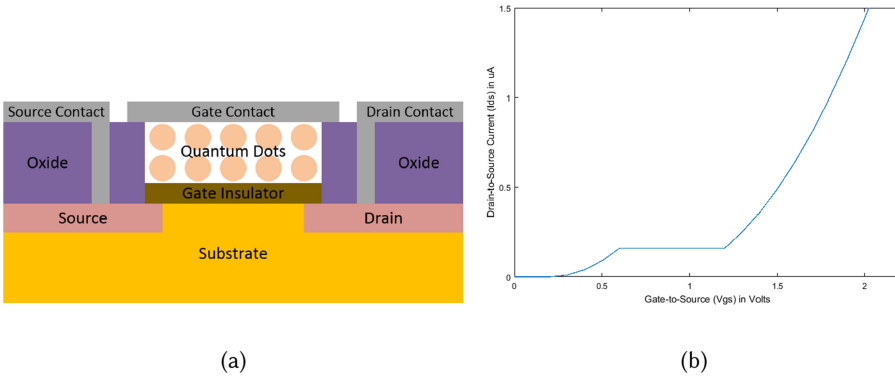 Source Contact
Gate Contact
Drain Contact
Oxide
Quantum Dots
Oxide
Gate Insulator
Source
Drain
Substrate
(a)
Drain-to-Source Current (Ids) in uA
1.5
1
0.5
0
0
0.5
1
1.5
2
Gate-to-Source (Vgs) in Volts
(b)